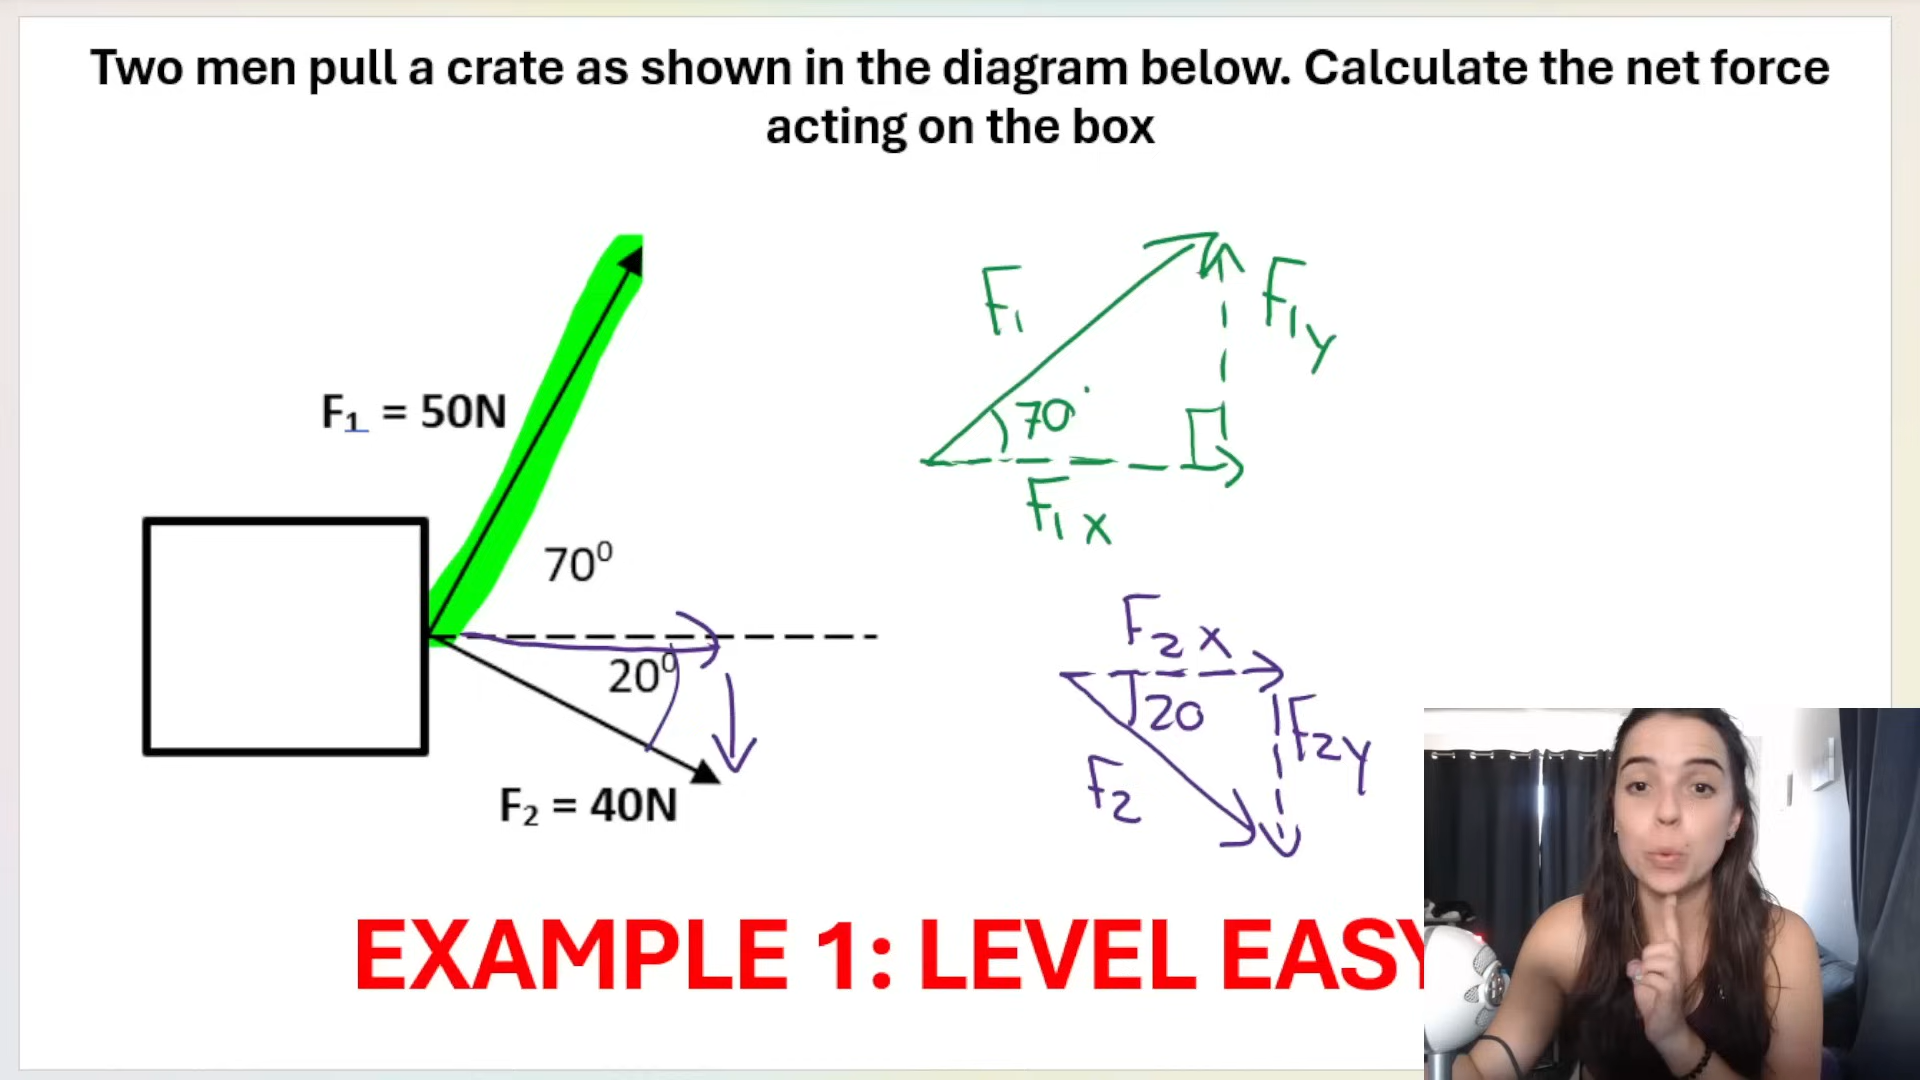 Two men pull a crate as shown in the diagram below. Calculate the net force
acting on the box
F₁ = 50N
70⁰
20⁰
F₂ = 40N
F₁
F₁y
70°
F₁x
F₂x
20
F₂y
F₂
EXAMPLE 1: LEVEL EASY